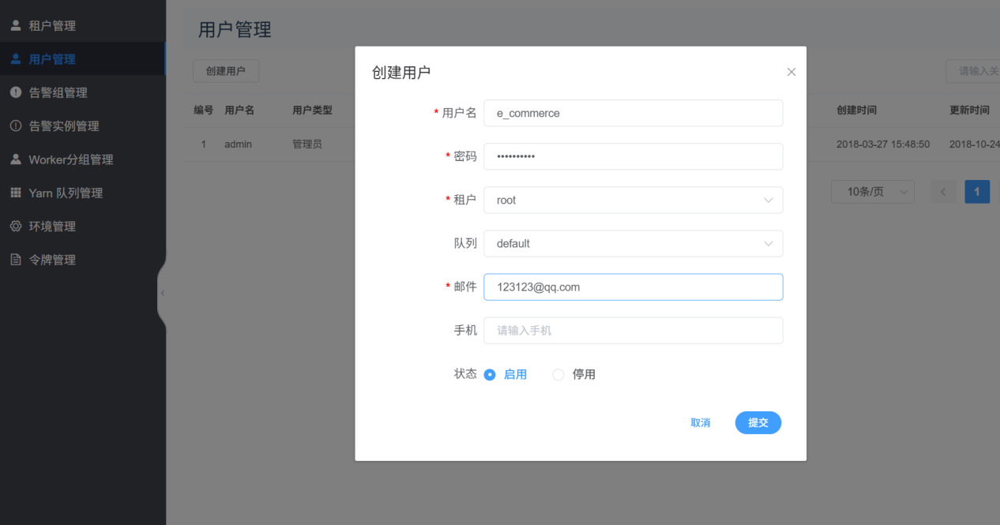 租户管理
用户管理
告警组管理
告警实例管理
Worker分组管理
Yarn 队列管理
环境管理
令牌管理
用户管理
创建用户
请输入关
编号 用户名 用户类型 创建时间 更新时间
1 admin 管理员 2018-03-27 15:48:50 2018-10-24
10条/页 1
创建用户
* 用户名 e_commerce
* 密码 ••••••••••
* 租户 root
队列 default
* 邮件 123123@qq.com
手机 请输入手机
状态 启用 停用
取消 提交